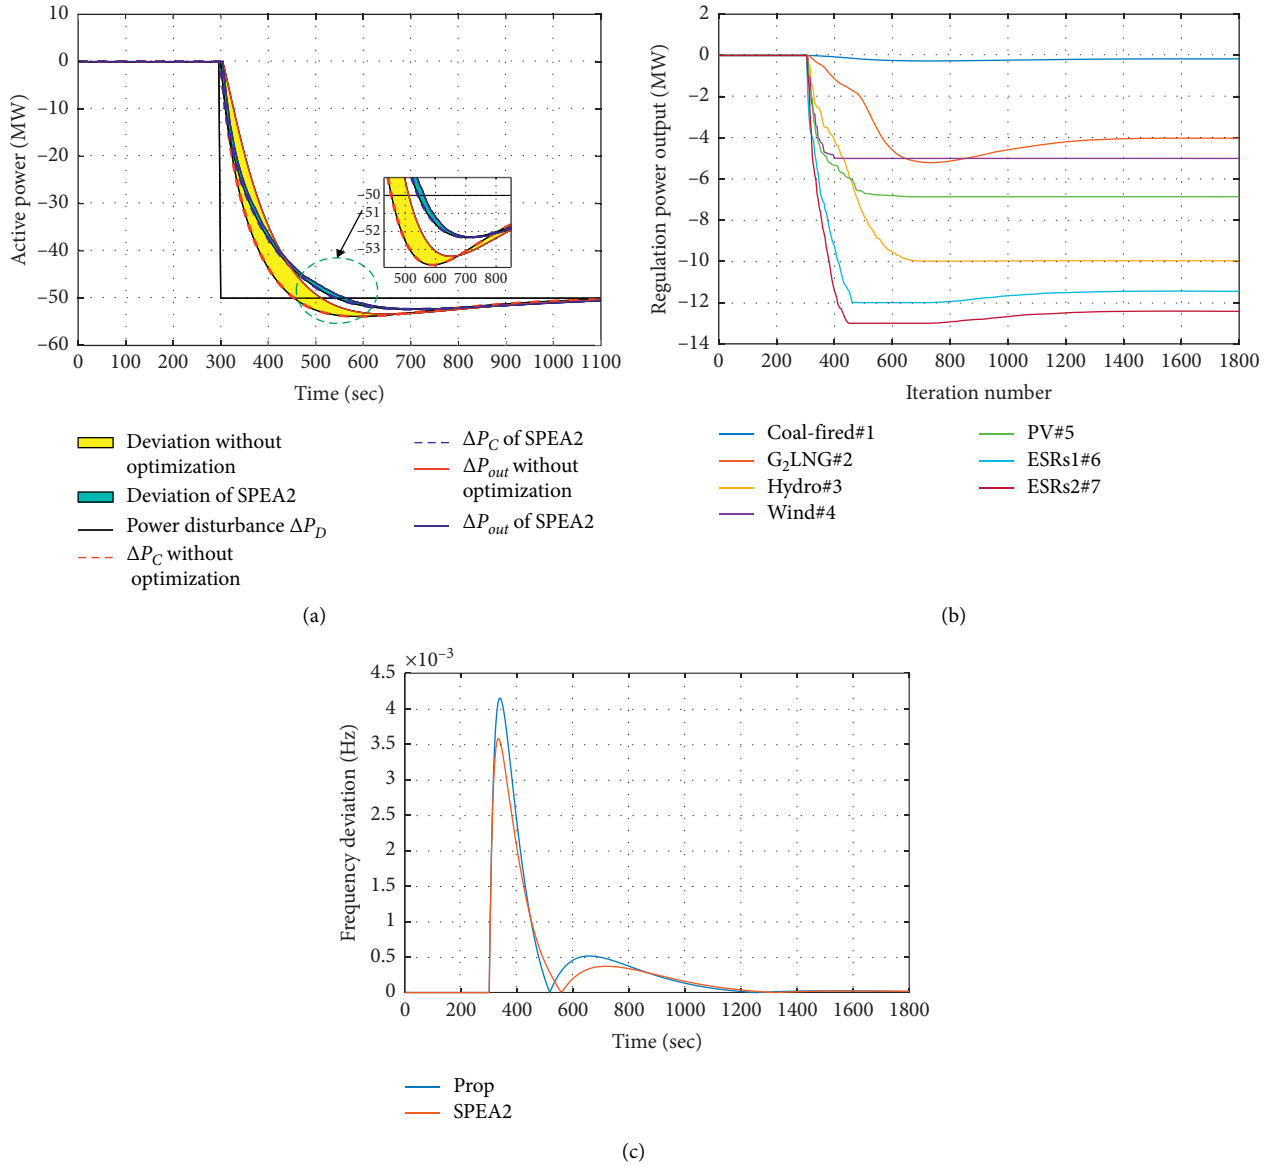 10
0
−10
−20
−30
−40
−50
−60
Active power (MW)
−50
−51
−52
−53
500 600 700 800
0 100 200 300 400 500 600 700 800 900 1000 1100
Time (sec)
Deviation without
optimization
Deviation of SPEA2
Power disturbance ΔP_D
ΔP_C without
optimization
ΔP_C of SPEA2
ΔP_out without
optimization
ΔP_out of SPEA2
(a)
2
0
−2
−4
−6
−8
−10
−12
−14
Regulation power output (MW)
0 200 400 600 800 1000 1200 1400 1600 1800
Iteration number
Coal-fired#1
G₂LNG#2
Hydro#3
Wind#4
PV#5
ESRs1#6
ESRs2#7
(b)
×10⁻³
4.5
4
3.5
3
2.5
2
1.5
1
0.5
0
Frequency deviation (Hz)
0 200 400 600 800 1000 1200 1400 1600 1800
Time (sec)
Prop
SPEA2
(c)